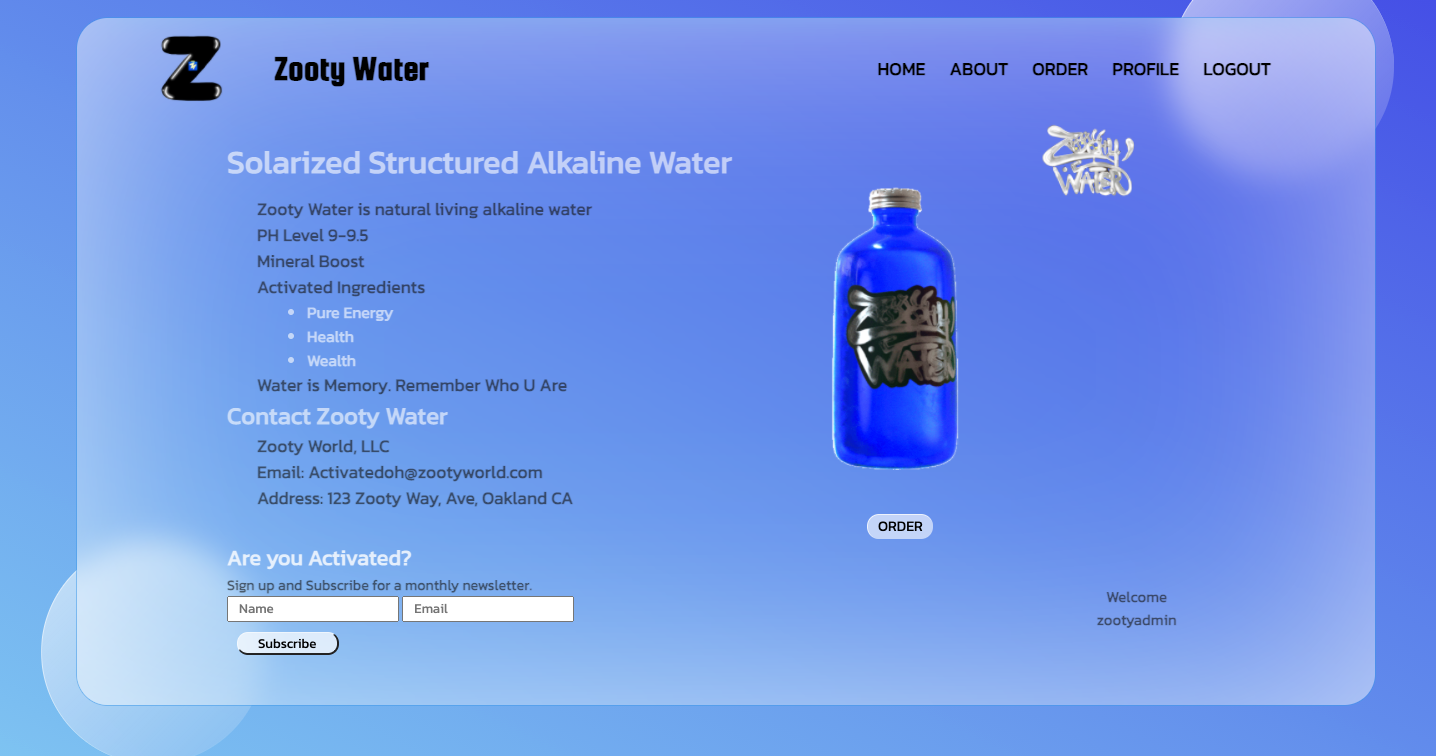 Z
Zooty Water
HOME ABOUT ORDER PROFILE LOGOUT
Zooty Water
Solarized Structured Alkaline Water
Zooty Water is natural living alkaline water
PH Level 9-9.5
Mineral Boost
Activated Ingredients
Pure Energy
Health
Wealth
Water is Memory. Remember Who U Are
Zooty Water
Contact Zooty Water
Zooty World, LLC
Email: Activatedoh@zootyworld.com
Address: 123 Zooty Way, Ave, Oakland CA
ORDER
Are you Activated?
Sign up and Subscribe for a monthly newsletter.
Name Email
Subscribe
Welcome
zootyadmin